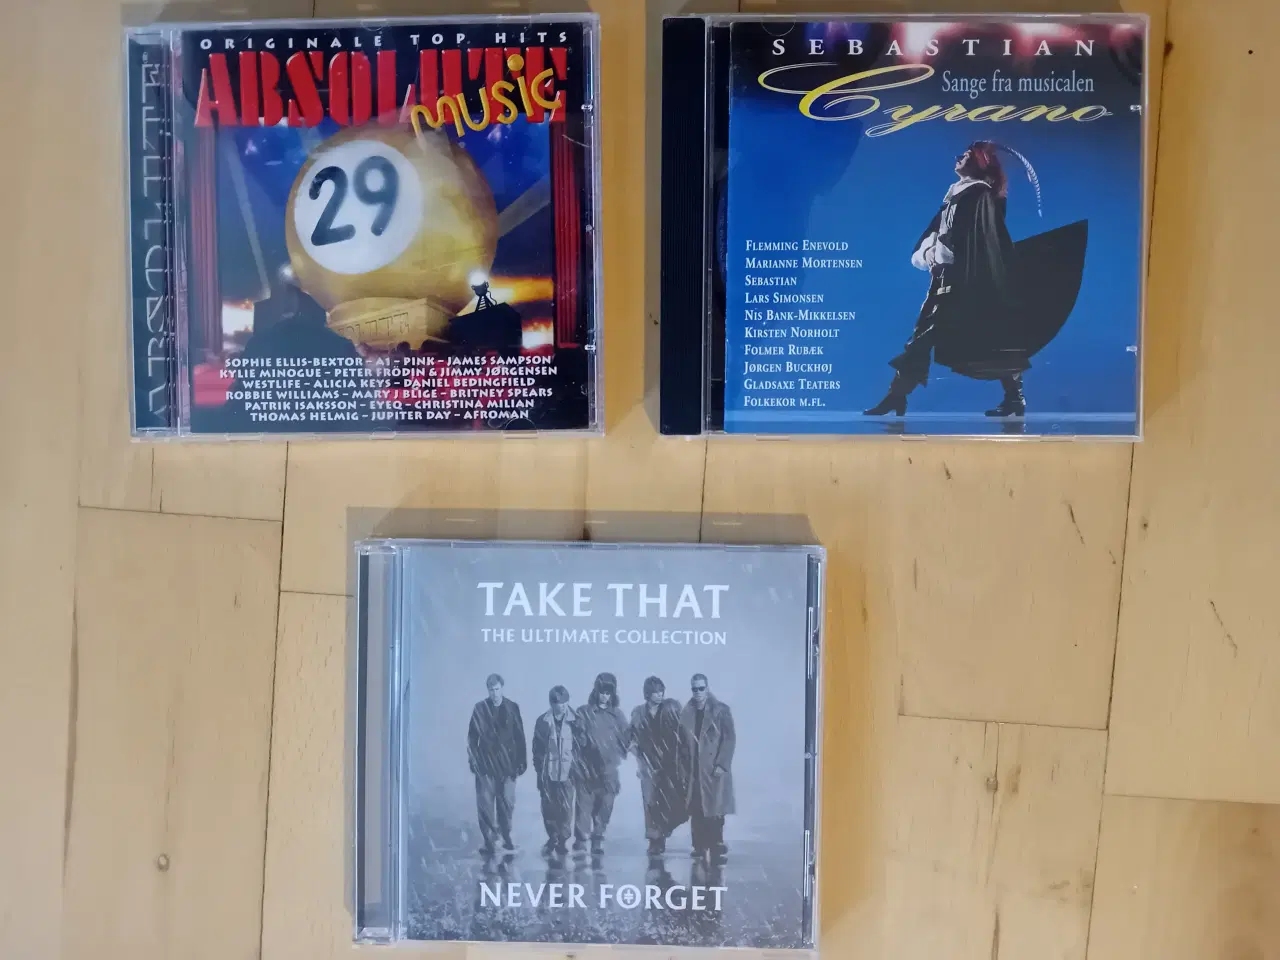 ORIGINALE TOP HITS
ABSOLUTE
music
29
ABSOLUTE
SOPHIE ELLIS-BEXTOR – A1 – PINK – JAMES SAMPSON
KYLIE MINOGUE – PETER FRÖDIN & JIMMY JØRGENSEN
WESTLIFE – ALICIA KEYS – DANIEL BEDINGFIELD
ROBBIE WILLIAMS – MARY J BLIGE – BRITNEY SPEARS
PATRIK ISAKSSON – EYEQ – CHRISTINA MILIAN
THOMAS HELMIG – JUPITER DAY – AFROMAN
SEBASTIAN
Sange fra musicalen
Cyrano
FLEMMING ENEVOLD
MARIANNE MORTENSEN
SEBASTIAN
LARS SIMONSEN
NIS BANK-MIKKELSEN
KIRSTEN NORHOLT
FOLMER RUBÆK
JØRGEN BUCKHØJ
GLADSAXE TEATERS
FOLKEKOR M.FL.
TAKE THAT
THE ULTIMATE COLLECTION
NEVER FORGET